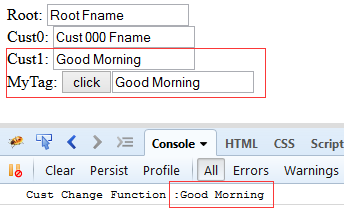 Root: Root Fname
Cust0: Cust 000 Fname
Cust1: Good Morning
MyTag: click Good Morning
Console HTML CSS Script
Clear Persist Profile All Errors Warnings
Cust Change Function :Good Morning